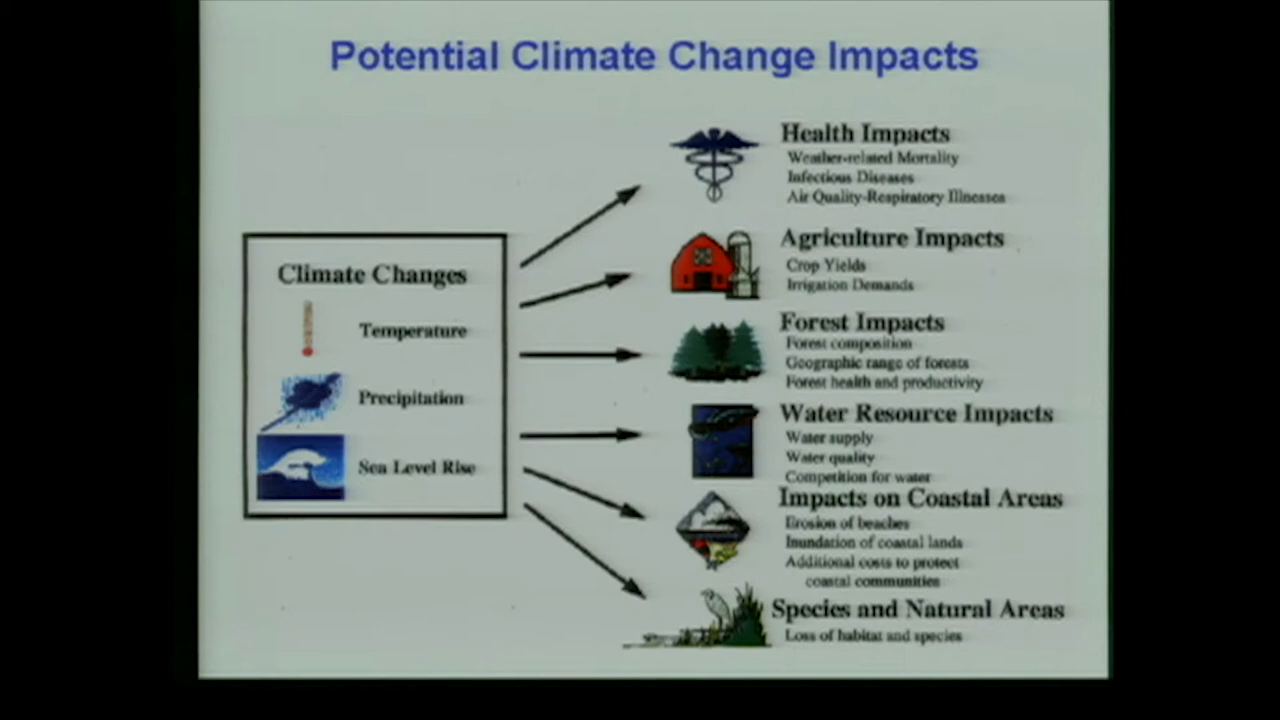 Potential Climate Change Impacts
Climate Changes
Temperature
Precipitation
Sea Level Rise
Health Impacts
Weather-related Mortality
Infectious Diseases
Air Quality-Respiratory Illnesses
Agriculture Impacts
Crop Yields
Irrigation Demands
Forest Impacts
Forest composition
Geographic range of forests
Forest health and productivity
Water Resource Impacts
Water supply
Water quality
Competition for water
Impacts on Coastal Areas
Erosion of beaches
Inundation of coastal lands
Additional costs to protect
coastal communities
Species and Natural Areas
Loss of habitat and species